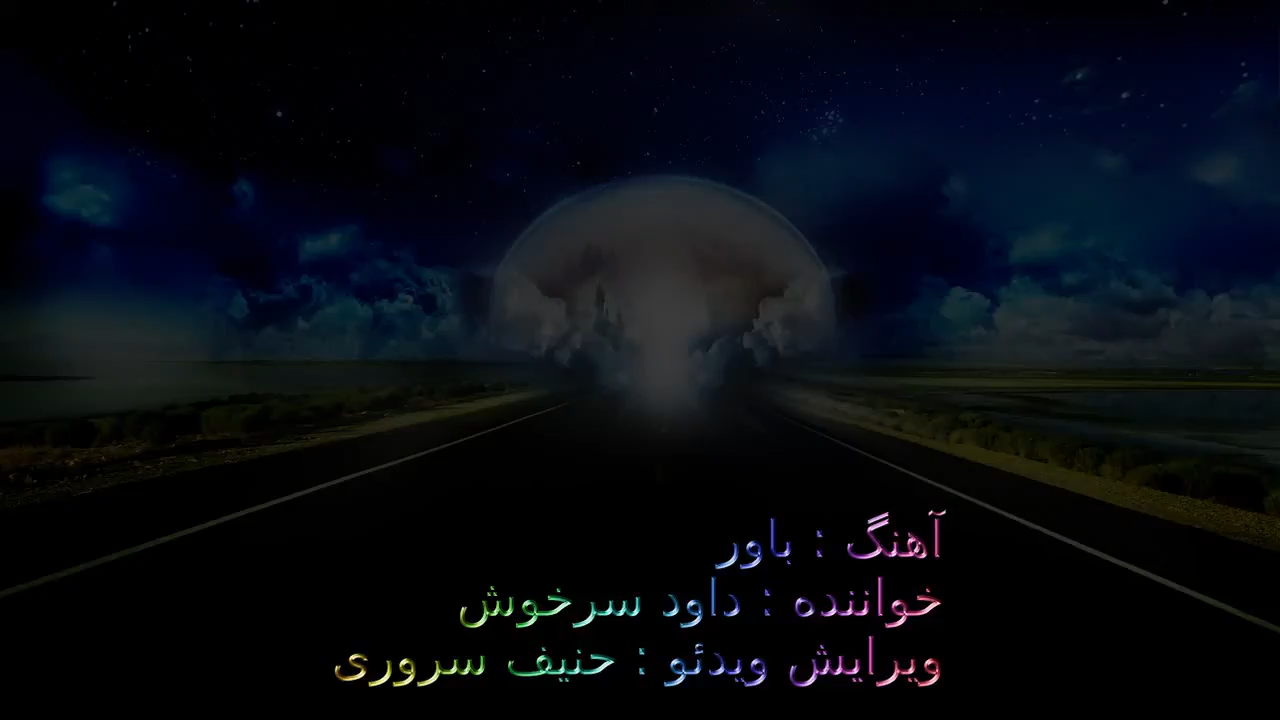 آهنگ : باور
خواننده : داود سرخوش
ویرایش ویدئو : حنیف سروری